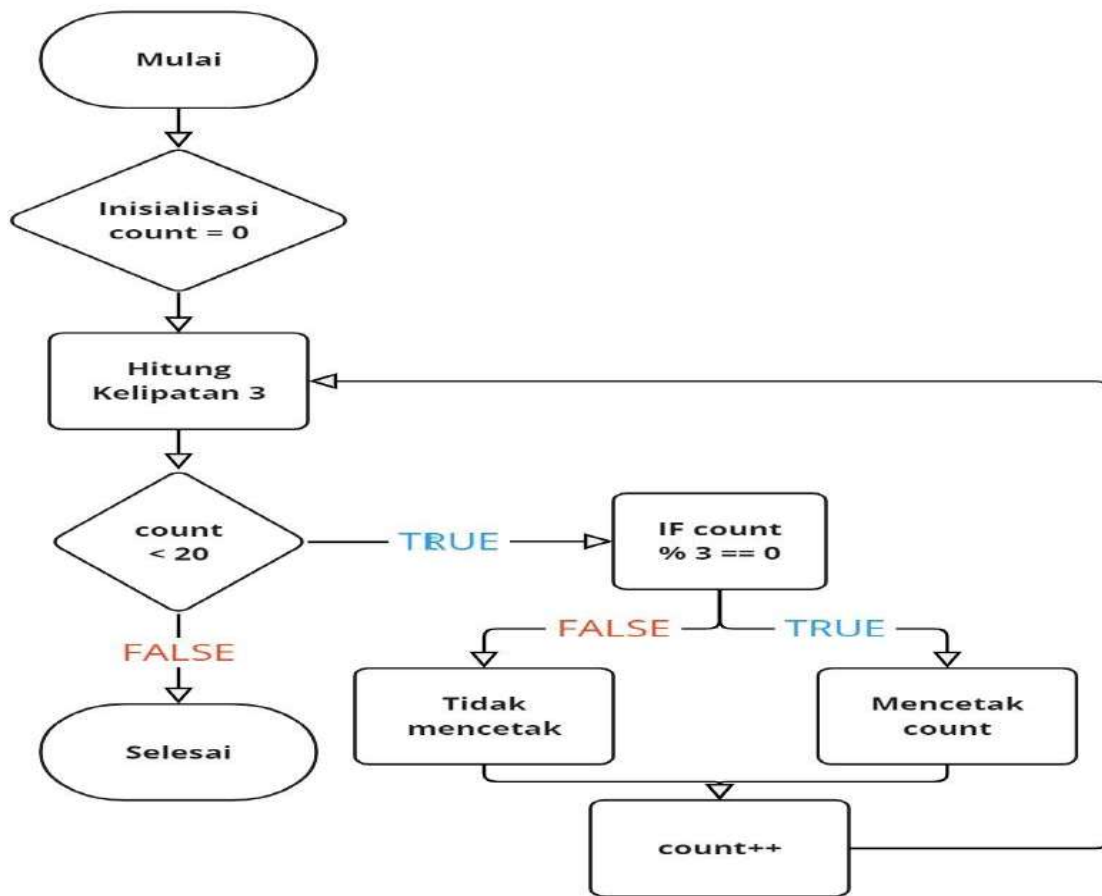 Mulai
Inisialisasi
count = 0
Hitung
Kelipatan 3
count
< 20
TRUE
IF count
% 3 == 0
FALSE
TRUE
FALSE
Tidak
mencetak
Mencetak
count
Selesai
count++